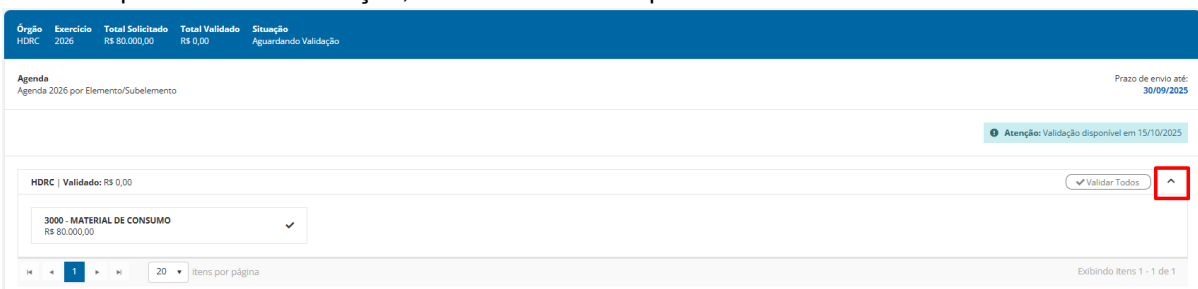 Órgão Exercício Total Solicitado Total Validado Situação
HDRC 2026 R$ 80.000,00 R$ 0,00 Aguardando Validação
Agenda
Agenda 2026 por Elemento/Subelemento
Prazo de envio até:
30/09/2025
Atenção: Validação disponível em 15/10/2025
HDRC | Validado: R$ 0,00
Validar Todos
3000 - MATERIAL DE CONSUMO
R$ 80.000,00
1 20 itens por página
Exibindo itens 1 - 1 de 1